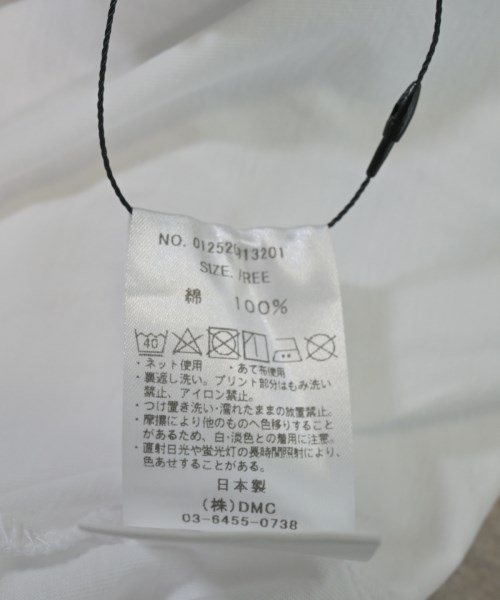 NO. 012520413201
SIZE. FREE
綿 100%
40
・ネット使用 ・あて布使用
・裏返し洗い。プリント部分はもみ洗い
禁止、アイロン禁止。
・つけ置き洗い・濡れたままの放置禁止。
・摩擦により他のものへ色移りすること
があるため、白・淡色との着用に注意。
・直射日光や蛍光灯の長時間照射により、
色あせすることがある。
日本製
(株)DMC
03-6455-0738